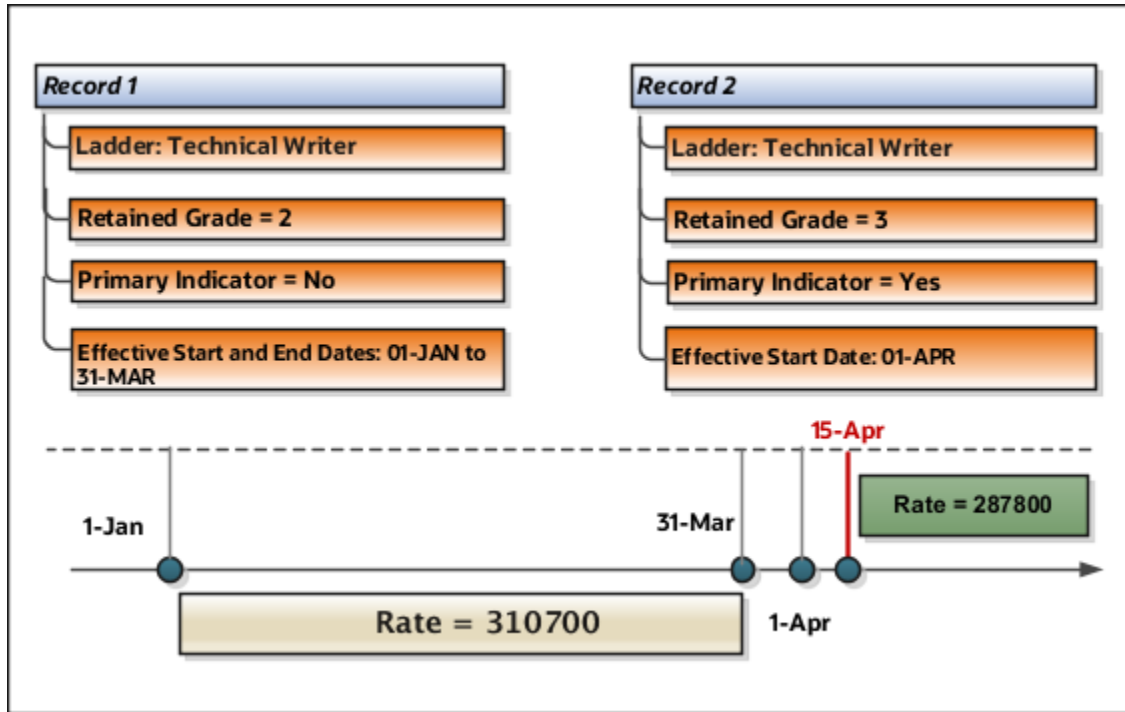 Record 1
Ladder: Technical Writer
Retained Grade = 2
Primary Indicator = No
Effective Start and End Dates: 01-JAN to
31-MAR
Record 2
Ladder: Technical Writer
Retained Grade = 3
Primary Indicator = Yes
Effective Start Date: 01-APR
15-Apr
Rate = 287800
1-Jan
31-Mar
Rate = 310700
1-Apr